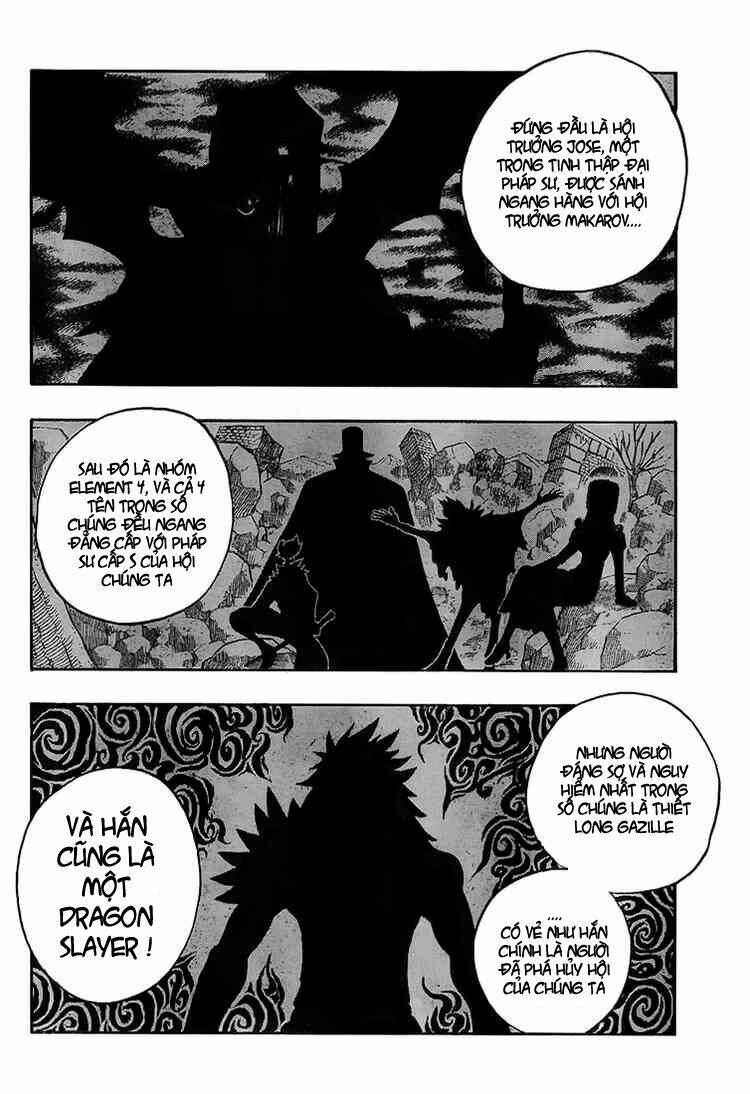 ĐỨNG ĐẦU LÀ HỘI
TRƯỞNG JOSE, MỘT
TRONG TINH THẬP ĐẠI
PHÁP SƯ, ĐƯỢC SÁNH
NGANG HÀNG VỚI HỘI
TRƯỞNG MAKAROV....
SAU ĐÓ LÀ NHÓM
ELEMENT 4, VÀ CẢ 4
TÊN TRONG SỐ
CHÚNG ĐỀU NGANG
ĐẲNG CẤP VỚI PHÁP
SƯ CẤP S CỦA HỘI
CHÚNG TA
NHƯNG NGƯỜI
ĐÁNG SỢ VÀ NGUY
HIỂM NHẤT TRONG
SỐ CHÚNG LÀ THIẾT
LONG GAZILLE
....
CÓ VẺ NHƯ HẮN
CHÍNH LÀ NGƯỜI
ĐÃ PHÁ HỦY HỘI
CỦA CHÚNG TA
VÀ HẮN
CŨNG LÀ
MỘT
DRAGON
SLAYER !